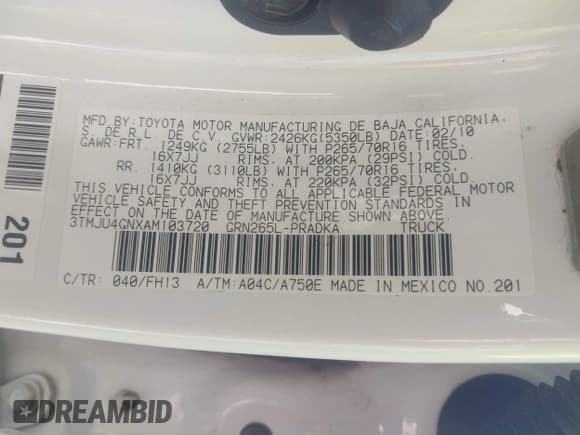 MFD.BY:TOYOTA MOTOR MANUFACTURING DE BAJA CALIFORNIA,
S. DE R.L. DE C.V. GVWR:2426KG(5350LB) DATE:02/10
GAWR:FRT. 1249KG (2755LB) WITH P265/70R16 TIRES,
16X7JJ RIMS. AT 200KPA (29PSI) COLD.
RR. 1410KG (3110LB) WITH P265/70R16 TIRES,
16X7JJ RIMS. AT 220KPA (32PSI) COLD.
THIS VEHICLE CONFORMS TO ALL APPLICABLE FEDERAL MOTOR
VEHICLE SAFETY AND THEFT PREVENTION STANDARDS IN
EFFECT ON THE DATE OF MANUFACTURE SHOWN ABOVE.
3TMJU4GNXAM103720 GRN265L-PRADKA TRUCK
C/TR: 040/FH13 A/TM:A04C/A750E MADE IN MEXICO NO.201
201
DREAMBID